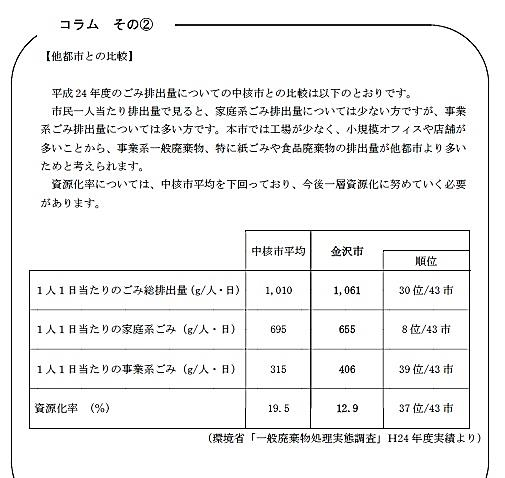 コラム その②
【他都市との比較】
平成24年度のごみ排出量についての中核市との比較は以下のとおりです。
市民一人当たり排出量で見ると、家庭系ごみ排出量については少ない方ですが、事業
系ごみ排出量については多い方です。本市では工場が少なく、小規模オフィスや店舗が
多いことから、事業系一般廃棄物、特に紙ごみや食品廃棄物の排出量が他都市より多い
ためと考えられます。
資源化率については、中核市平均を下回っており、今後一層資源化に努めていく必要
があります。
中核市平均 金沢市
順位
1人1日当たりのごみ総排出量(g/人・日) 1,010 1,061 30位/43市
1人1日当たりの家庭系ごみ(g/人・日) 695 655 8位/43市
1人1日当たりの事業系ごみ(g/人・日) 315 406 39位/43市
資源化率 (%) 19.5 12.9 37位/43市
(環境省「一般廃棄物処理実態調査」H24年度実績より)